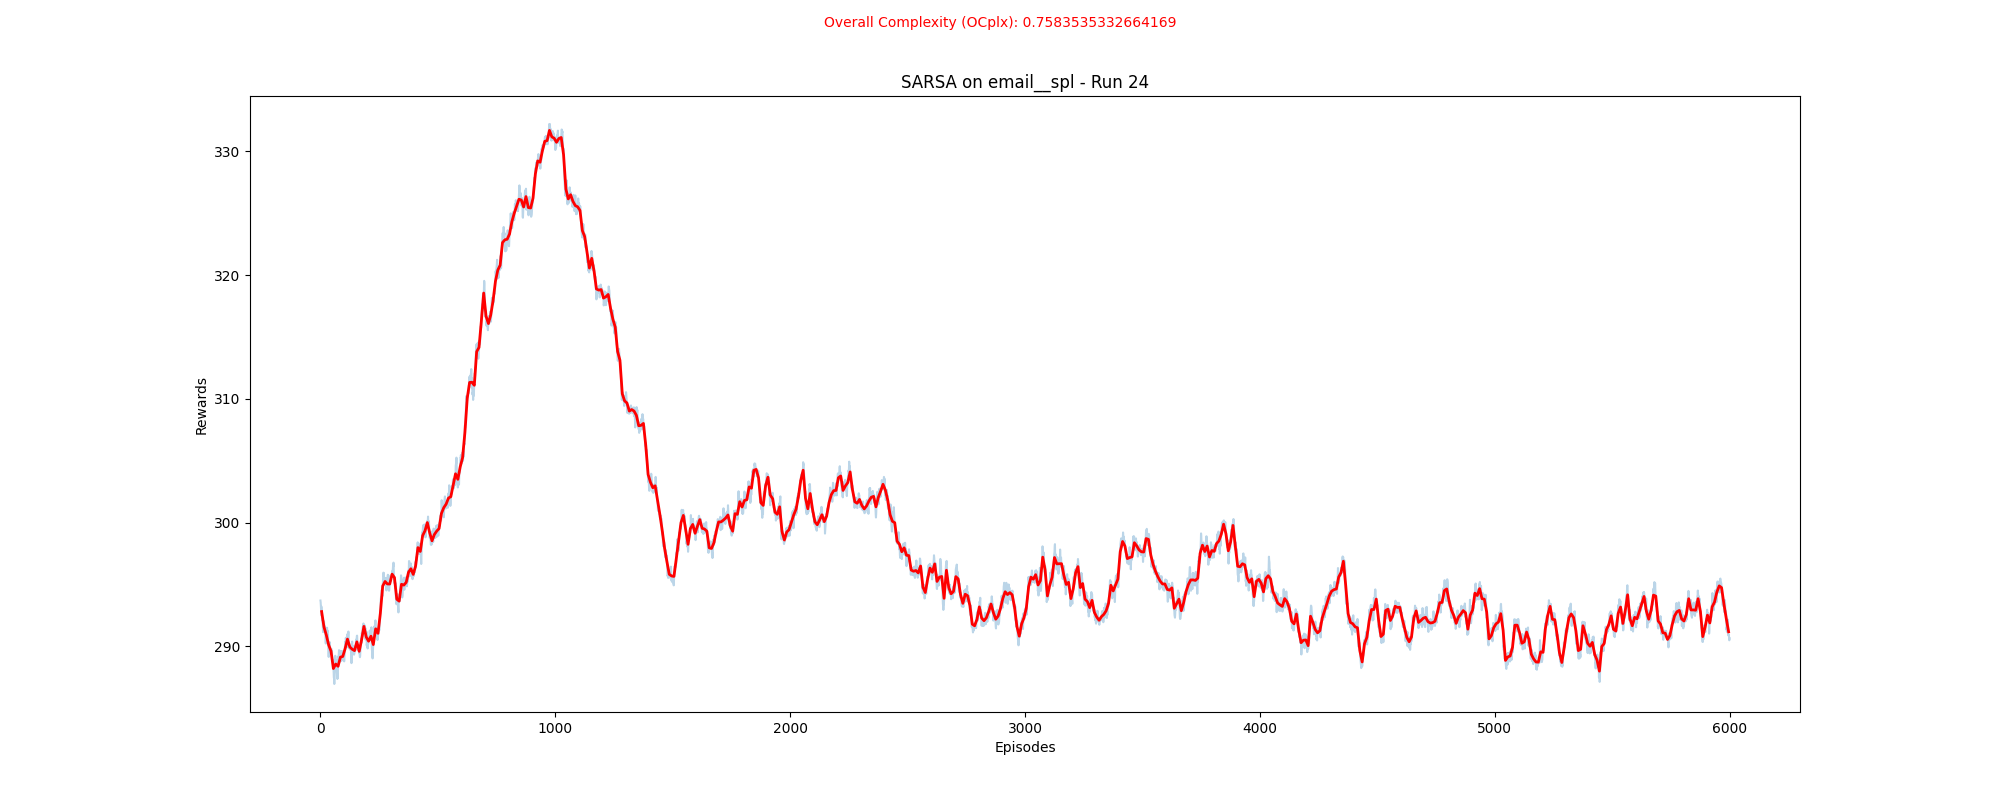 Overall Complexity (OCplx): 0.7583535332664169
SARSA on email__spl - Run 24
Rewards
330
320
310
300
290
0 1000 2000 3000 4000 5000 6000
Episodes